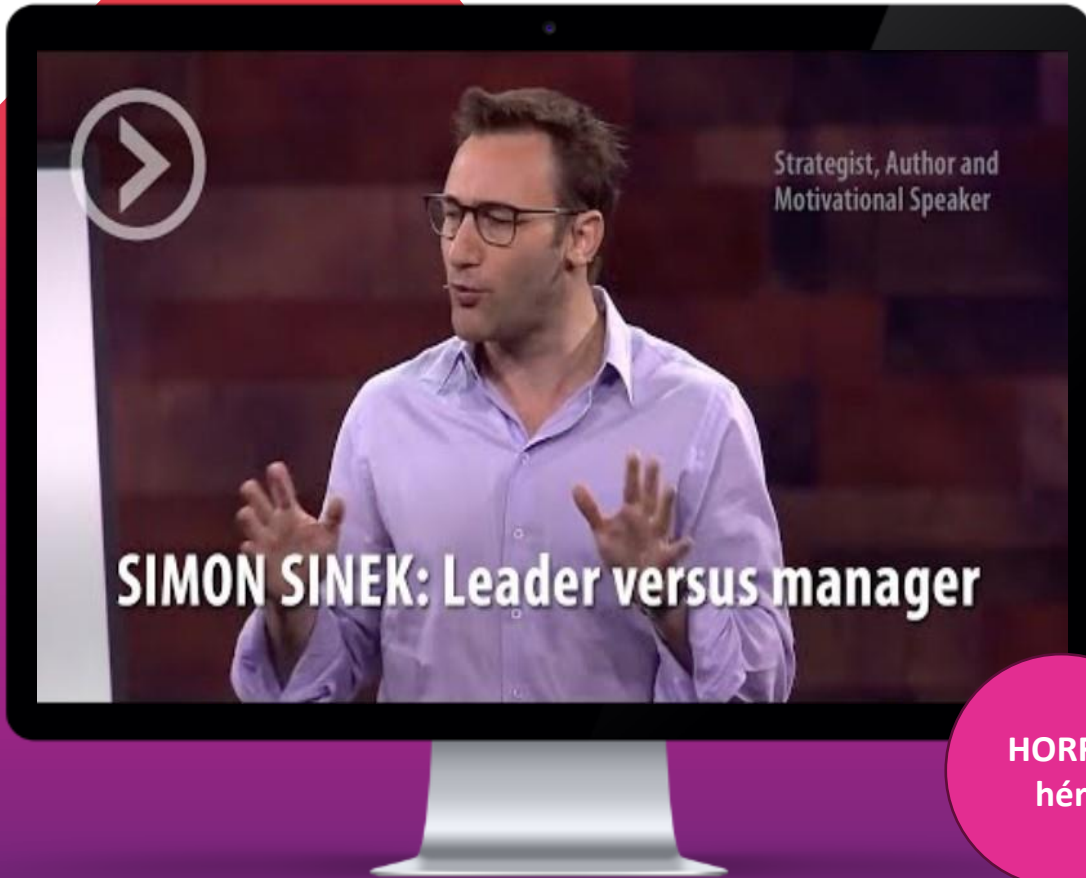 Strategist, Author and
Motivational Speaker
SIMON SINEK: Leader versus manager